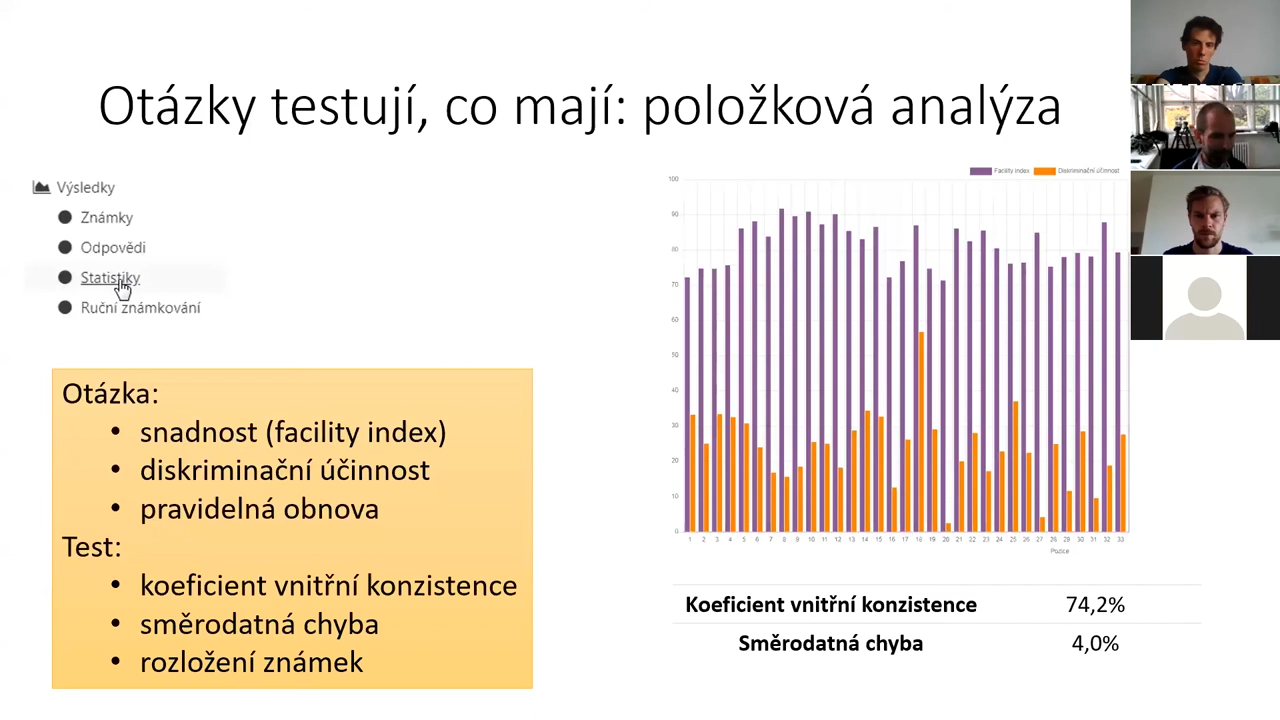 Otázky testují, co mají: položková analýza
Výsledky
Známky
Odpovědi
Statistiky
Ruční známkování
Otázka:
• snadnost (facility index)
• diskriminační účinnost
• pravidelná obnova
Test:
• koeficient vnitřní konzistence
• směrodatná chyba
• rozložení známek
Facility index Diskriminační účinnost
100
90
80
70
60
50
40
30
20
10
0
1 2 3 4 5 6 7 8 9 10 11 12 13 14 15 16 17 18 19 20 21 22 23 24 25 26 27 28 29 30 31 32 33
Pozice
Koeficient vnitřní konzistence 74,2%
Směrodatná chyba 4,0%